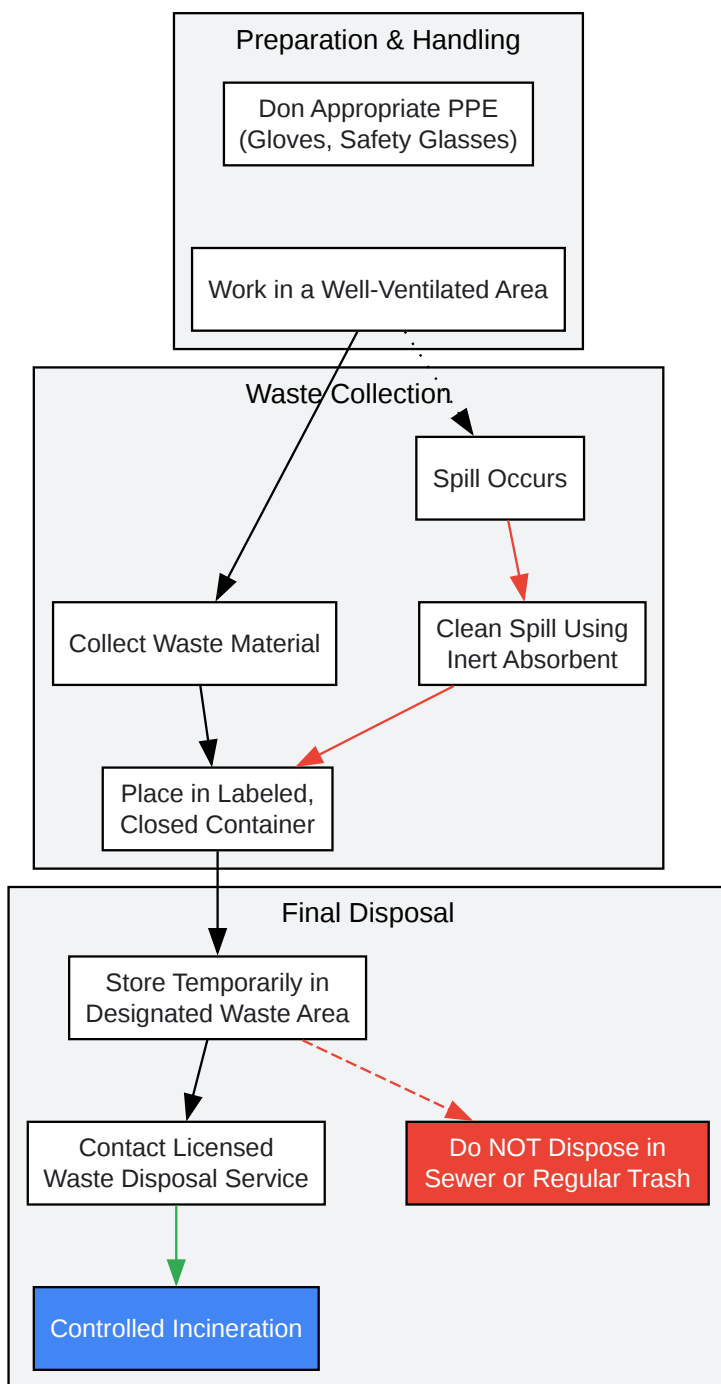 Preparation & Handling
Don Appropriate PPE
(Gloves, Safety Glasses)
Work in a Well-Ventilated Area
Waste Collection
Spill Occurs
Collect Waste Material
Clean Spill Using
Inert Absorbent
Place in Labeled,
Closed Container
Final Disposal
Store Temporarily in
Designated Waste Area
Contact Licensed
Waste Disposal Service
Do NOT Dispose in
Sewer or Regular Trash
Controlled Incineration